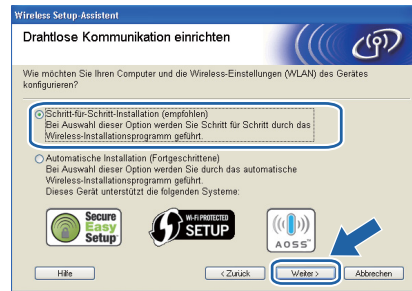 Wireless Setup-Assistent
Drahtlose Kommunikation einrichten
Wie möchten Sie Ihren Computer und die Wireless-Einstellungen (WLAN) des Gerätes
konfigurieren?
Schritt-für-Schritt-Installation (empfohlen)
Bei Auswahl dieser Option werden Sie Schritt für Schritt durch das
Wireless-Installationsprogramm geführt.
Automatische Installation (Fortgeschrittene)
Bei Auswahl dieser Option werden Sie durch das automatische
Wireless-Installationsprogramm geführt.
Dieses Gerät unterstützt die folgenden Systeme:
Secure
Easy
Setup
WI-FI PROTECTED
SETUP
AOSS™
Hilfe
< Zurück
Weiter >
Abbrechen